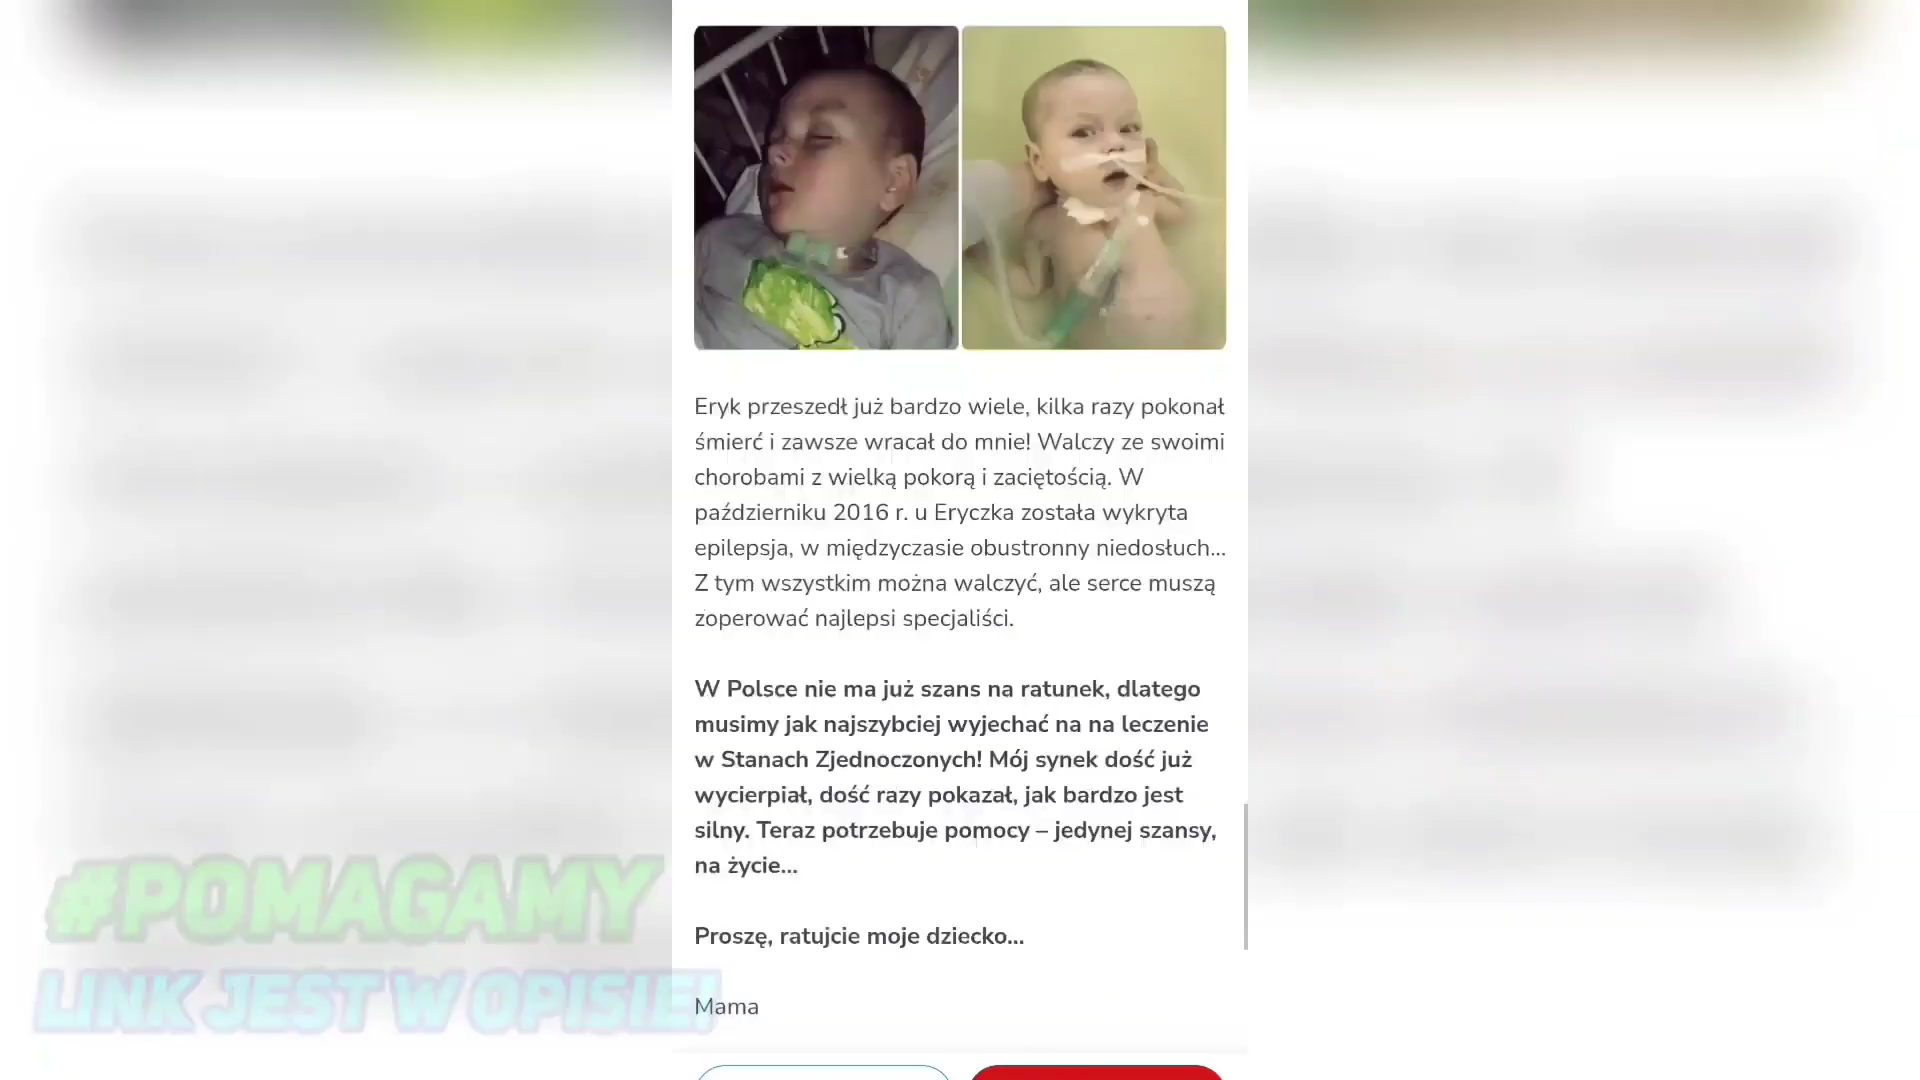 Eryk przeszedł już bardzo wiele, kilka razy pokonał
śmierć i zawsze wracał do mnie! Walczy ze swoimi
chorobami z wielką pokorą i zaciętością. W
październiku 2016 r. u Eryczka została wykryta
epilepsja, w międzyczasie obustronny niedosłuch...
Z tym wszystkim można walczyć, ale serce muszą
zoperować najlepsi specjaliści.
W Polsce nie ma już szans na ratunek, dlatego
musimy jak najszybciej wyjechać na na leczenie
w Stanach Zjednoczonych! Mój synek dość już
wycierpiał, dość razy pokazał, jak bardzo jest
silny. Teraz potrzebuje pomocy – jedynej szansy,
na życie...
Proszę, ratujcie moje dziecko...
Mama
#POMAGAMY
LINK JEST W OPISIE!